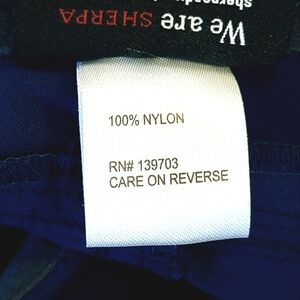 We are SHERPA
100% NYLON
RN# 139703
CARE ON REVERSE